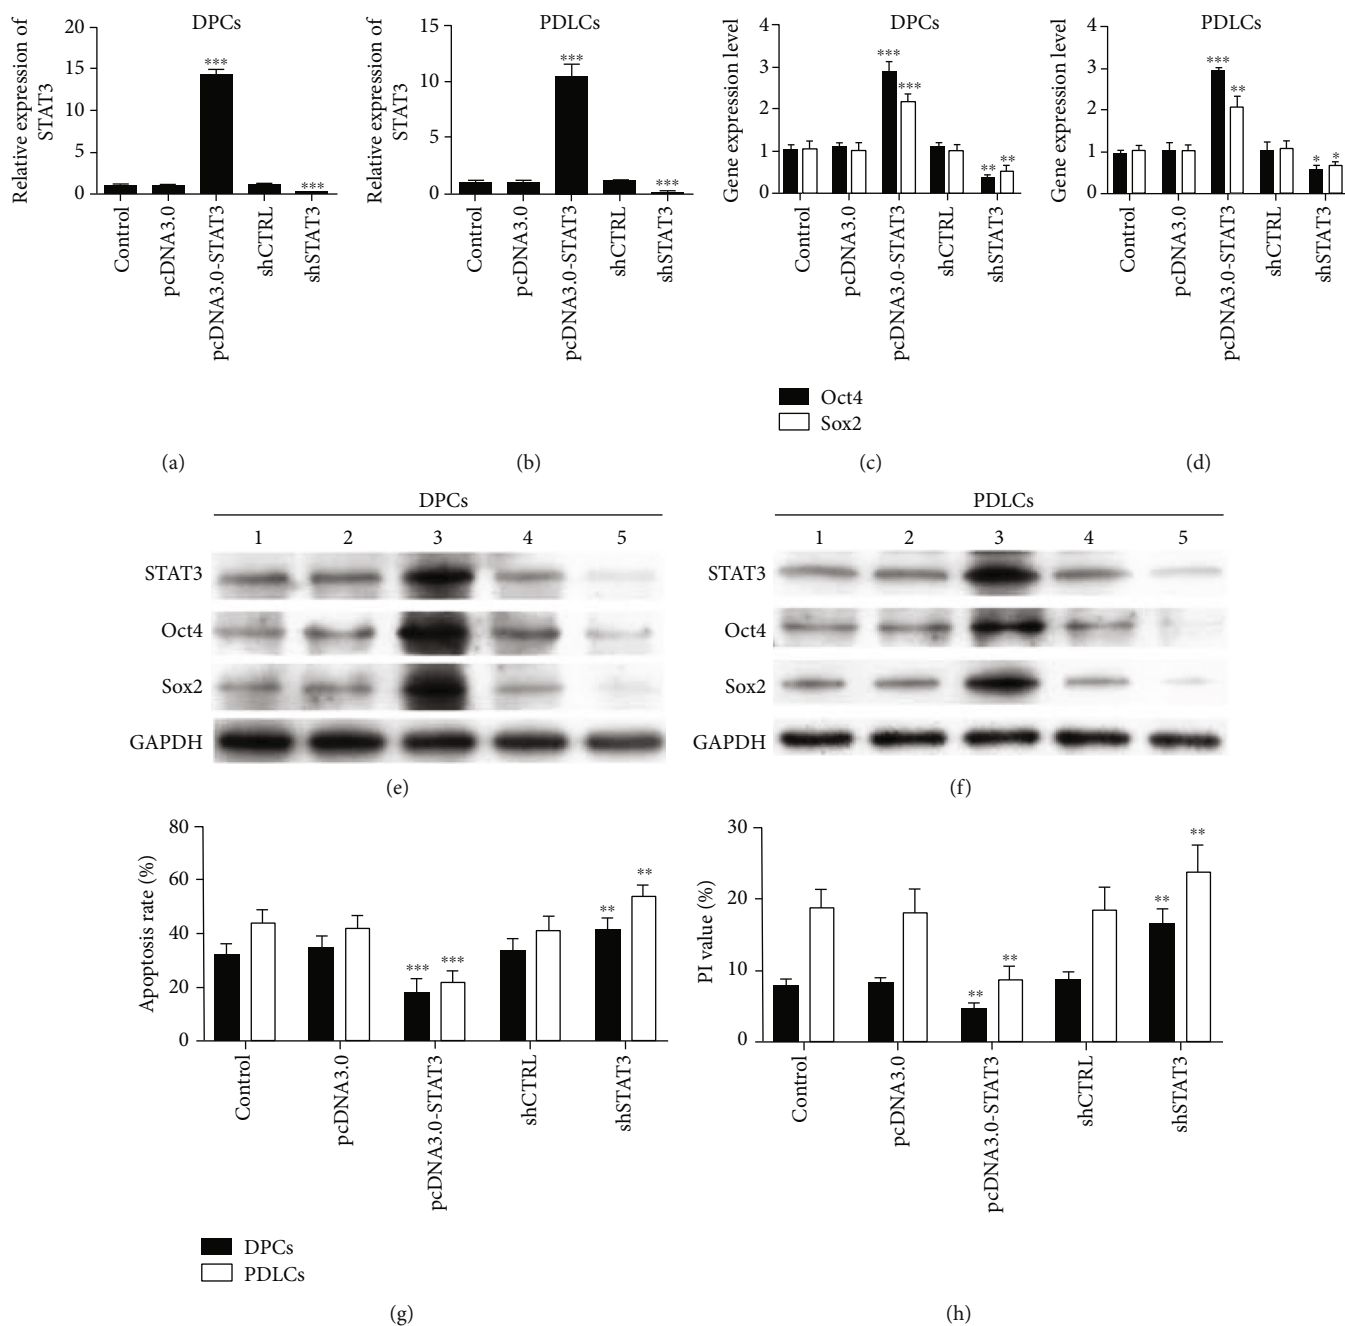 DPCs
Relative expression of
STAT3
20
15
10
5
0
***
***
Control
pcDNA3.0
pcDNA3.0-STAT3
shCTRL
shSTAT3
(a)
PDLCs
Relative expression of
STAT3
15
10
5
0
***
***
Control
pcDNA3.0
pcDNA3.0-STAT3
shCTRL
shSTAT3
(b)
DPCs
Gene expression level
4
3
2
1
0
***
***
**
**
Control
pcDNA3.0
pcDNA3.0-STAT3
shCTRL
shSTAT3
Oct4
Sox2
(c)
PDLCs
Gene expression level
4
3
2
1
0
***
**
*
*
Control
pcDNA3.0
pcDNA3.0-STAT3
shCTRL
shSTAT3
(d)
DPCs
1 2 3 4 5
STAT3
Oct4
Sox2
GAPDH
(e)
PDLCs
1 2 3 4 5
STAT3
Oct4
Sox2
GAPDH
(f)
Apoptosis rate (%)
80
60
40
20
0
***
***
**
**
Control
pcDNA3.0
pcDNA3.0-STAT3
shCTRL
shSTAT3
DPCs
PDLCs
(g)
PI value (%)
30
20
10
0
**
**
**
**
Control
pcDNA3.0
pcDNA3.0-STAT3
shCTRL
shSTAT3
(h)